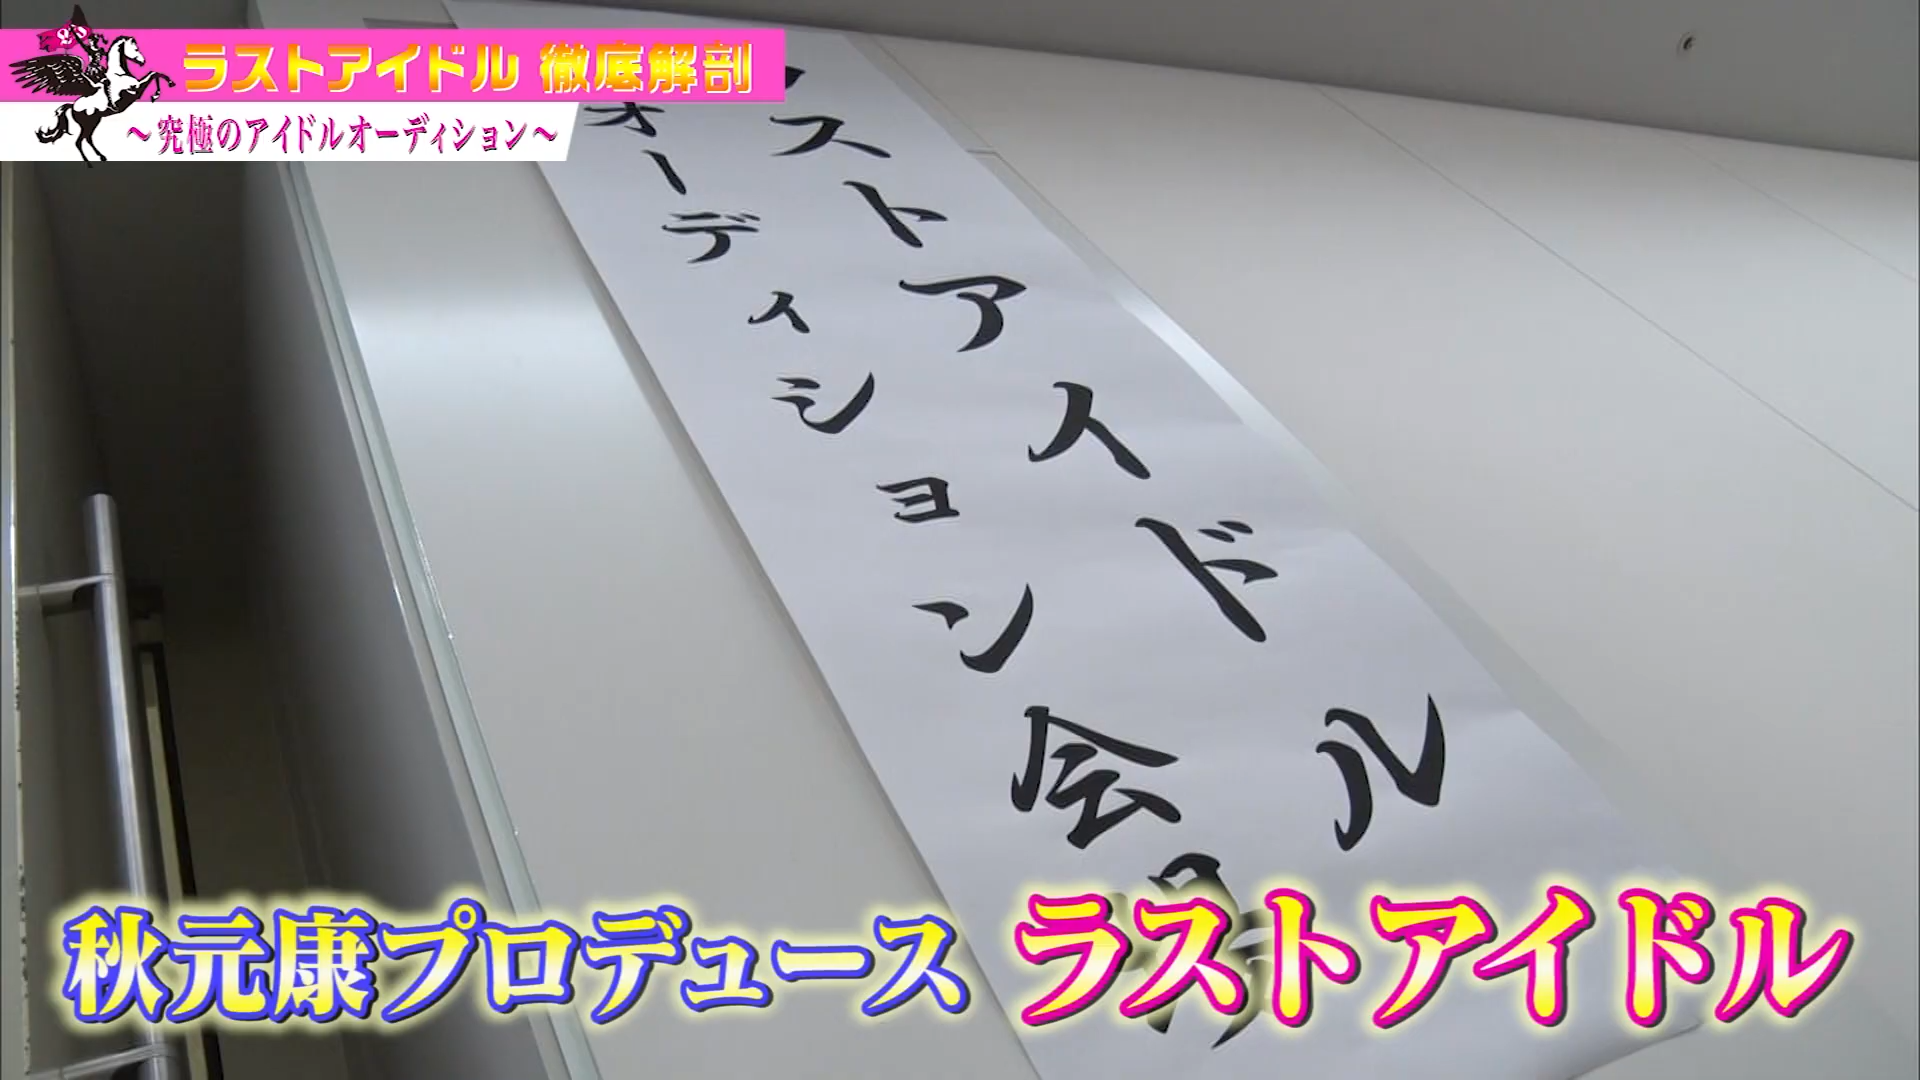 ラストアイドル 徹底解剖
～究極のアイドルオーディション～
ラストアイドル
オーディション会場
秋元康プロデュース ラストアイドル